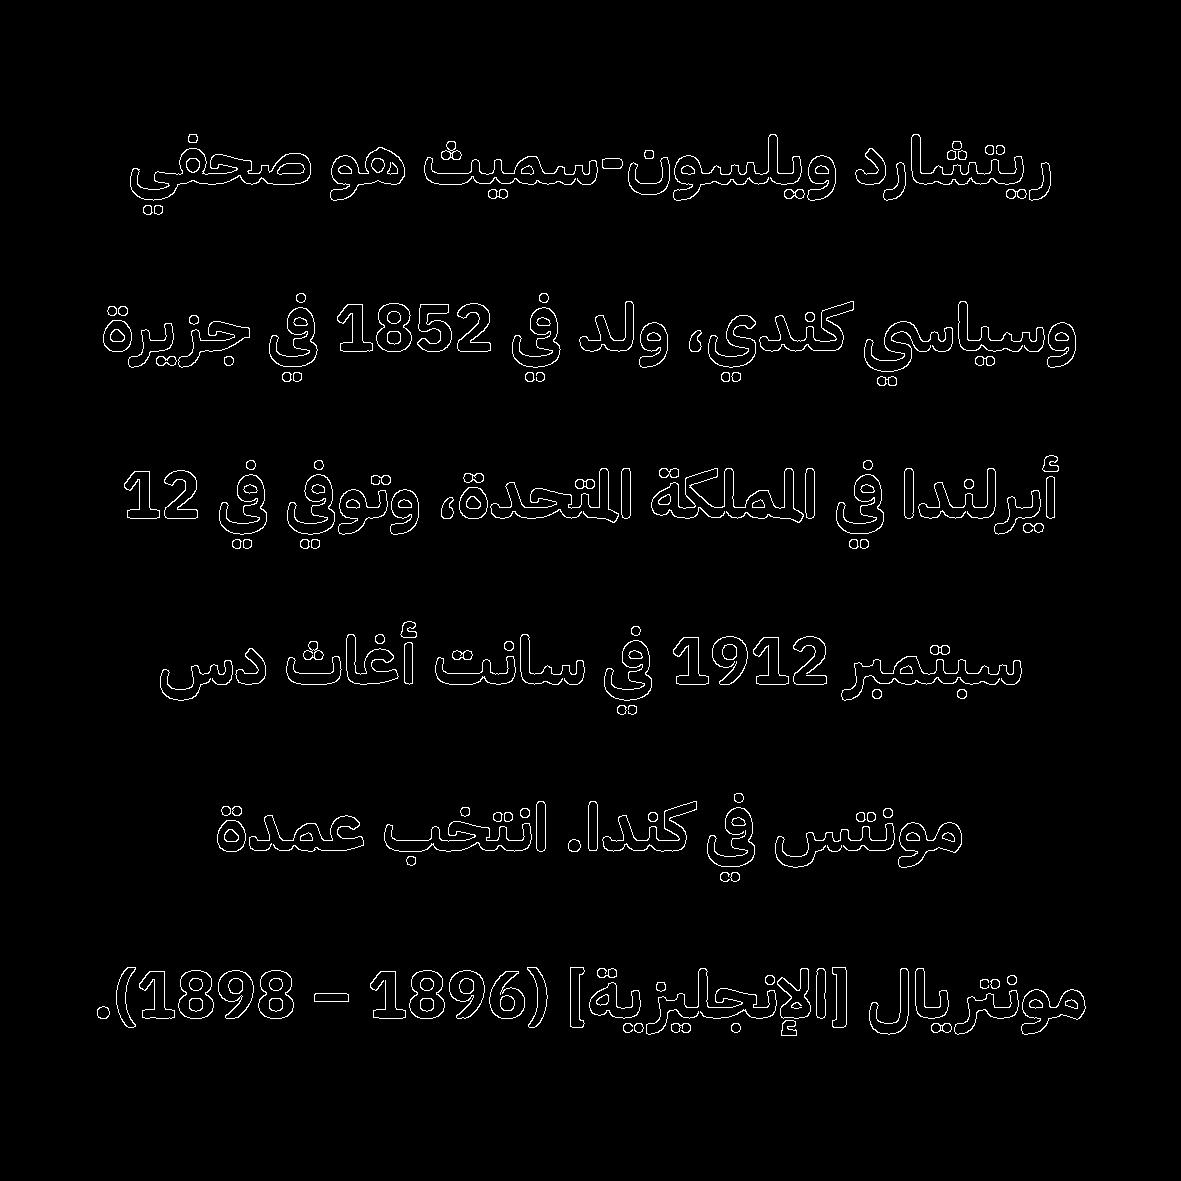 ريتشارد ويلسون-سميث هو صحفي
وسياسي كندي، ولد في 1852 في جزيرة
أيرلندا في المملكة المتحدة، وتوفي في 12
سبتمبر 1912 في سانت أغاث دس
مونتس في كندا. انتخب عمدة
مونتريال [الإنجليزية] (1896 – 1898).